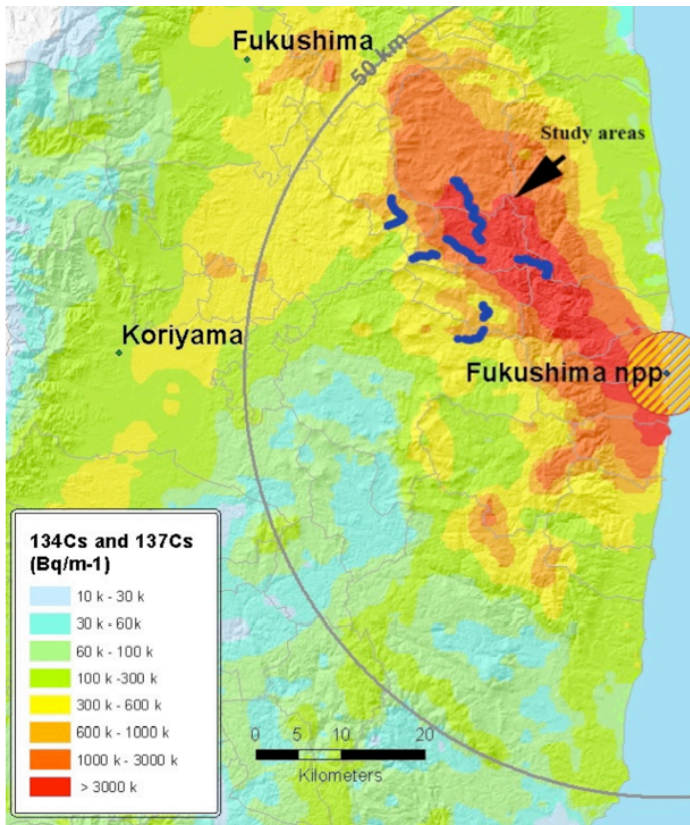 Fukushima
50 km
Study areas
Koriyama
Fukushima npp
134Cs and 137Cs
(Bq/m-1)
10 k - 30 k
30 k - 60k
60 k - 100 k
100 k -300 k
300 k - 600 k
600 k - 1000 k
1000 k - 3000 k
> 3000 k
0 5 10 20
Kilometers